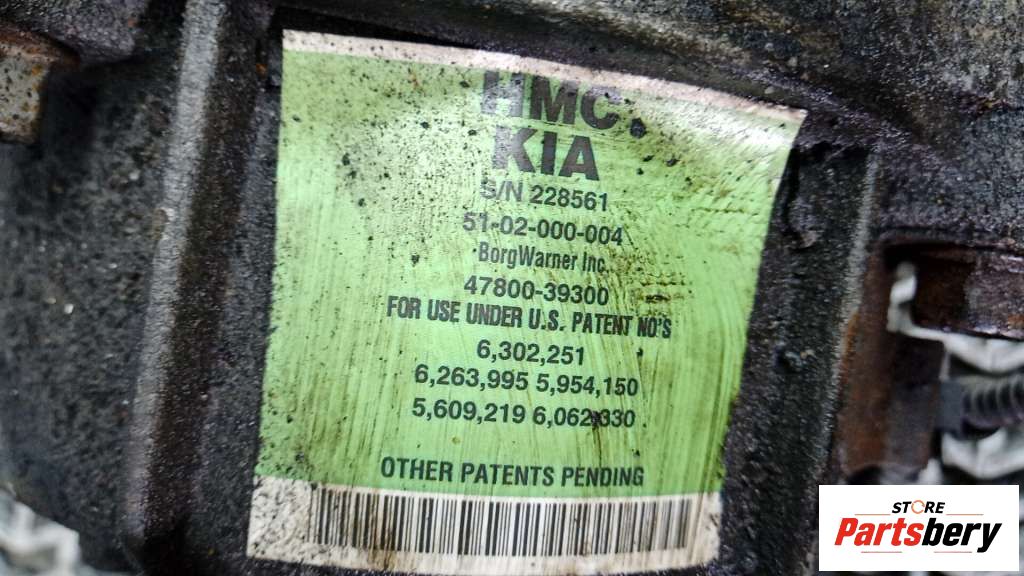 HMC
KIA
S/N 228561
51-02-000-004
BorgWarner Inc.
47800-39300
FOR USE UNDER U.S. PATENT NO'S
6,302,251
6,263,995 5,954,150
5,609,219 6,062,330
OTHER PATENTS PENDING
STORE
Partsbery